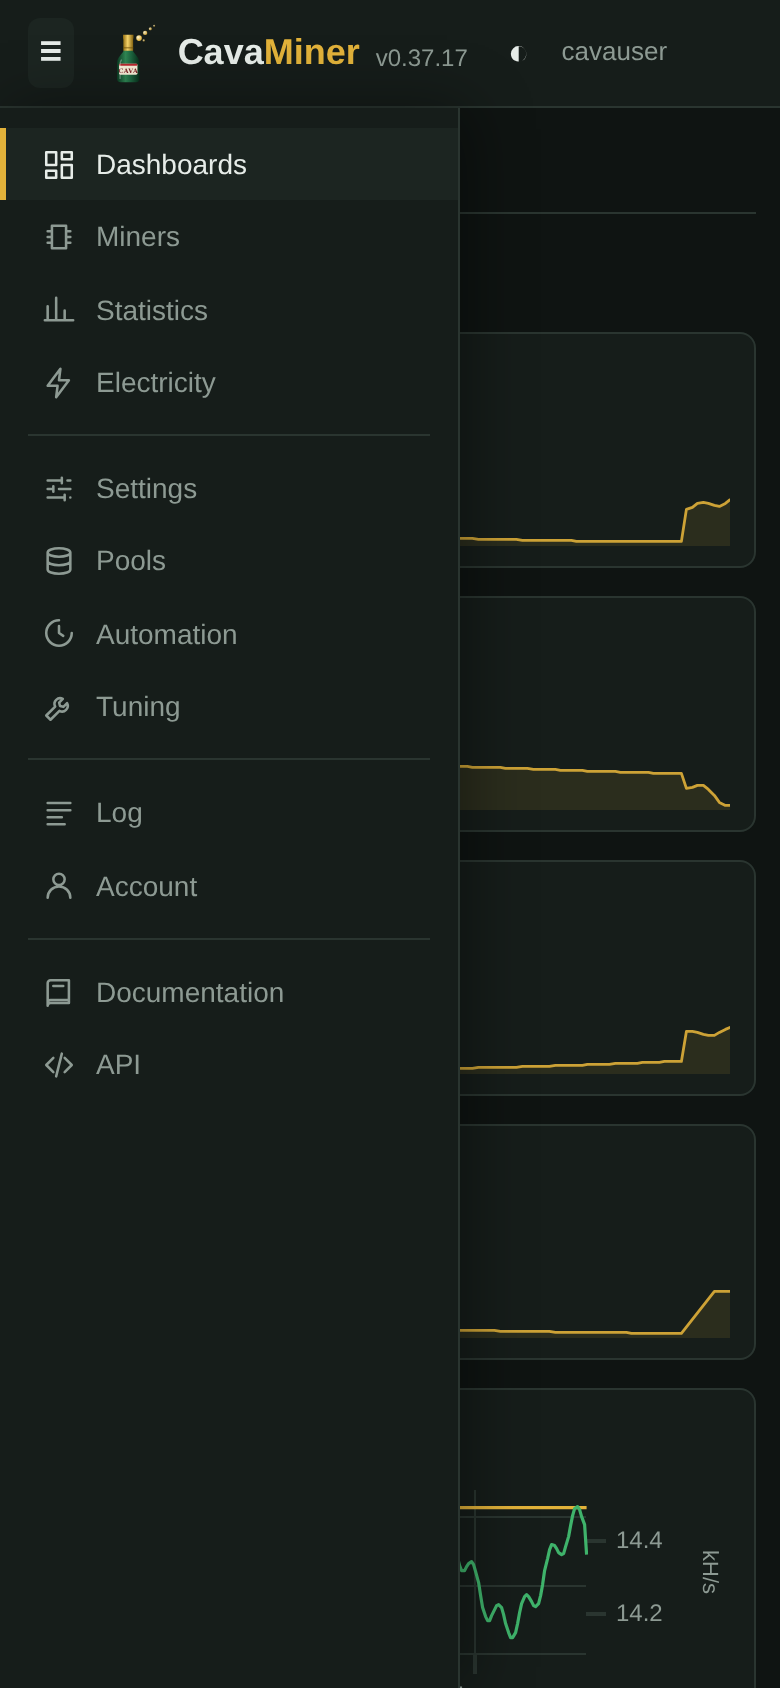 CAVA
CavaMiner v0.37.17 cavauser
Dashboards
Miners
Statistics
Electricity
Settings
Pools
Automation
Tuning
Log
Account
Documentation
API
14.4
14.2
kH/s